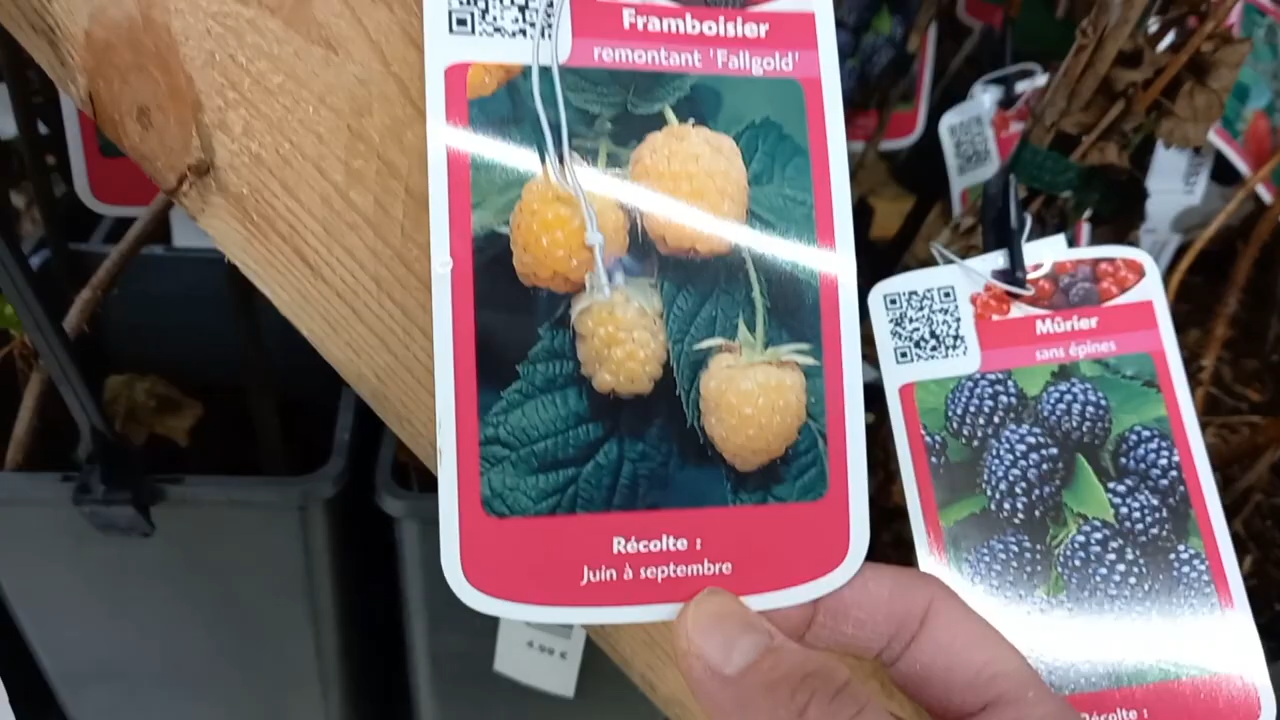 Framboisier
remontant 'Fallgold'
Récolte :
Juin à septembre
Mûrier
sans épines
Récolte :
4.99 €